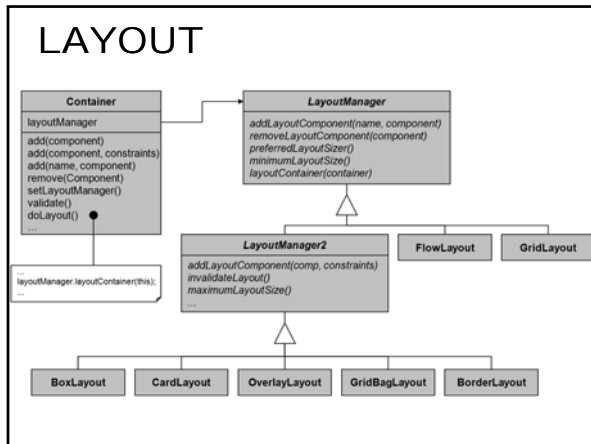 LAYOUT
Container
layoutManager
add(component)
add(component, constraints)
add(name, component)
remove(Component)
setLayoutManager()
validate()
doLayout()
...
...
layoutManager.layoutContainer(this);
...
LayoutManager
addLayoutComponent(name, component)
removeLayoutComponent(component)
preferredLayoutSizer()
minimumLayoutSize()
layoutContainer(container)
LayoutManager2
addLayoutComponent(comp, constraints)
invalidateLayout()
maximumLayoutSize()
...
FlowLayout
GridLayout
BoxLayout
CardLayout
OverlayLayout
GridBagLayout
BorderLayout